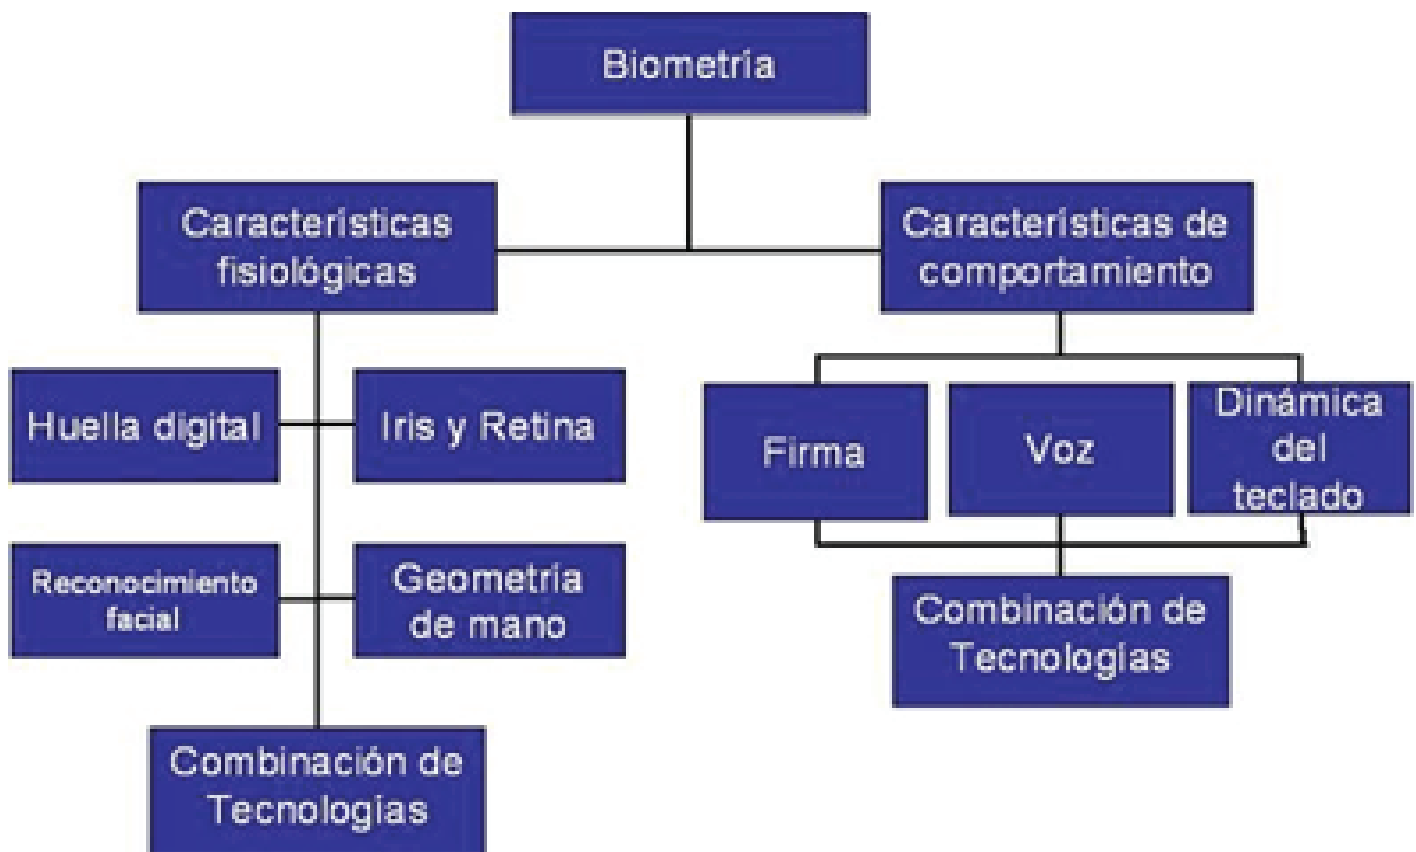 Biometría
Características
fisiológicas
Características de
comportamiento
Huella digital
Iris y Retina
Firma
Voz
Dinámica
del
teclado
Reconocimiento
facial
Geometría
de mano
Combinación de
Tecnologías
Combinación de
Tecnologías